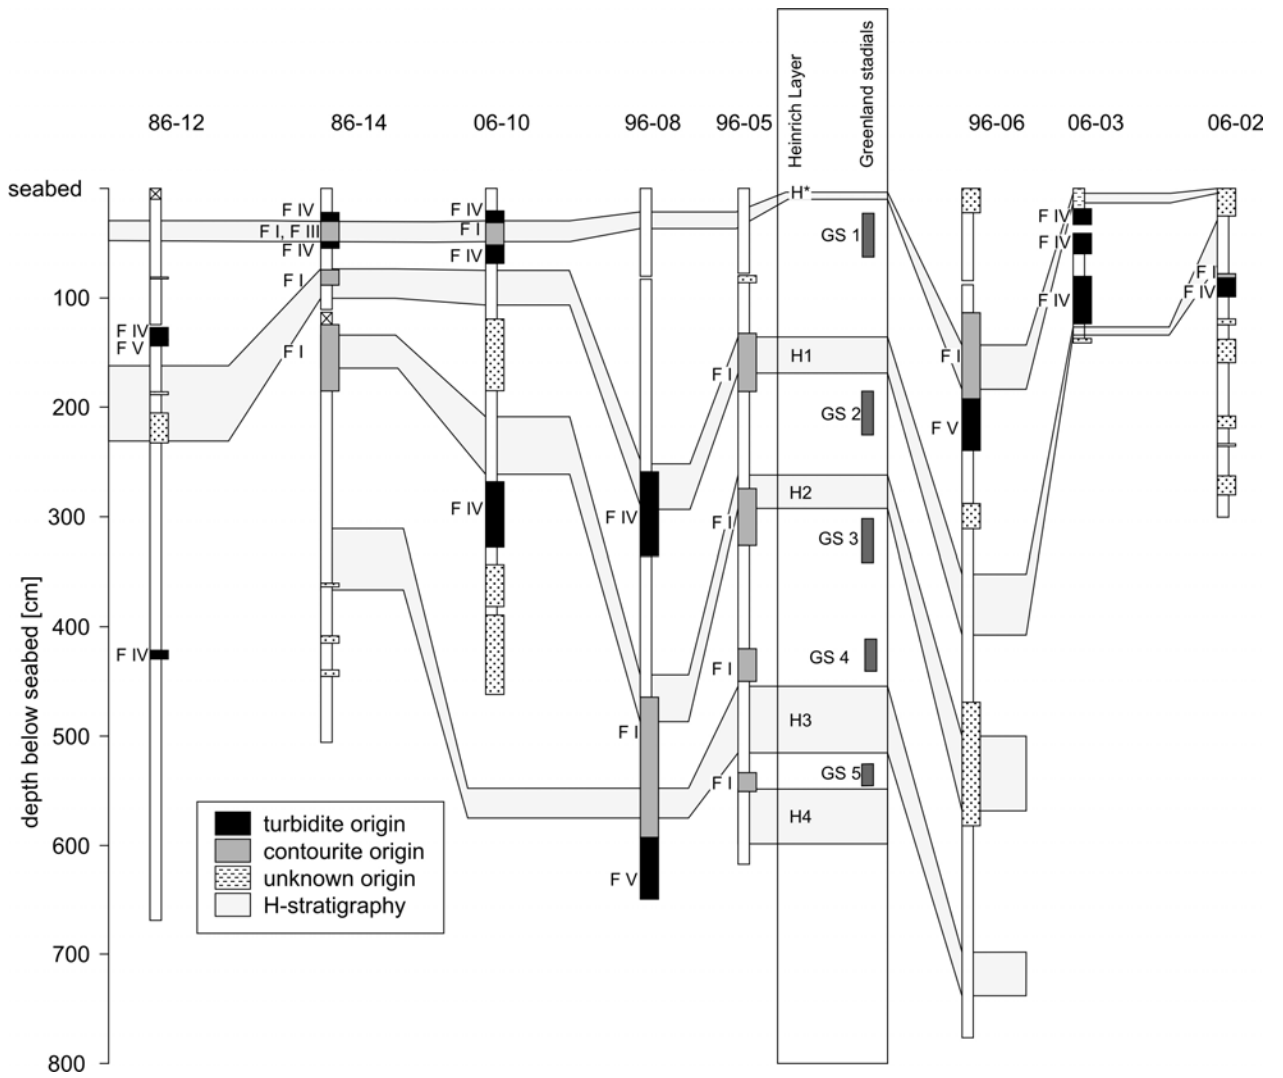 86-12
86-14
06-10
96-08
96-05
Heinrich Layer
Greenland stadials
96-06
06-03
06-02
seabed
100
200
300
400
500
600
700
800
depth below seabed [cm]
F IV
F V
F IV
F IV
F I, F III
F IV
F I
F I
F IV
F I
F IV
F IV
F IV
F I
F V
F I
F I
F I
F I
H*
GS 1
H1
GS 2
H2
GS 3
GS 4
H3
GS 5
H4
F I
F V
F IV
F IV
F IV
F I
F IV
turbidite origin
contourite origin
unknown origin
H-stratigraphy